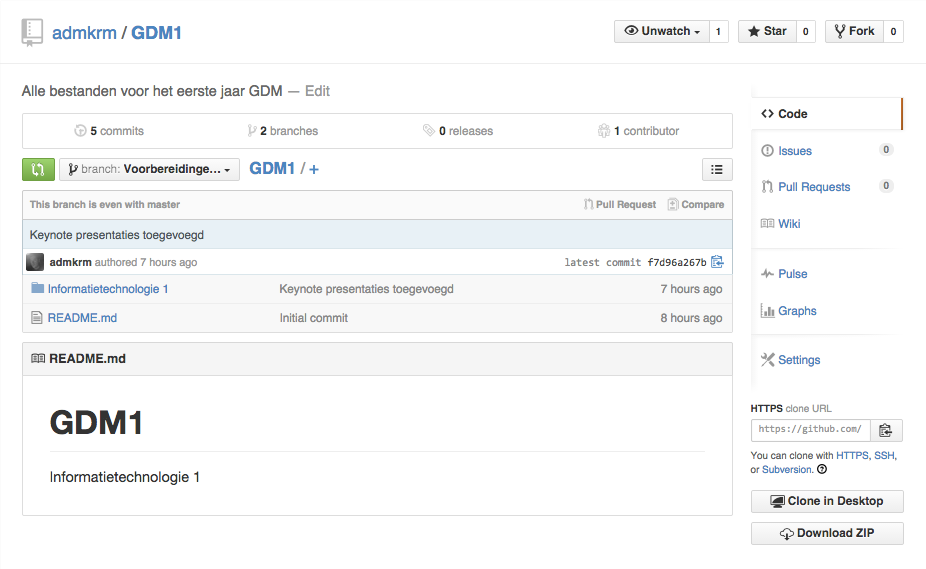 admkrm / GDM1
Unwatch 1 Star 0 Fork 0
Alle bestanden voor het eerste jaar GDM — Edit
5 commits 2 branches 0 releases 1 contributor
branch: Voorbereidinge... GDM1 / +
This branch is even with master Pull Request Compare
Keynote presentaties toegevoegd
admkrm authored 7 hours ago latest commit f7d96a267b
Informatietechnologie 1 Keynote presentaties toegevoegd 7 hours ago
README.md Initial commit 8 hours ago
README.md
GDM1
Informatietechnologie 1
Code
Issues 0
Pull Requests 0
Wiki
Pulse
Graphs
Settings
HTTPS clone URL
https://github.com/
You can clone with HTTPS, SSH,
or Subversion.
Clone in Desktop
Download ZIP